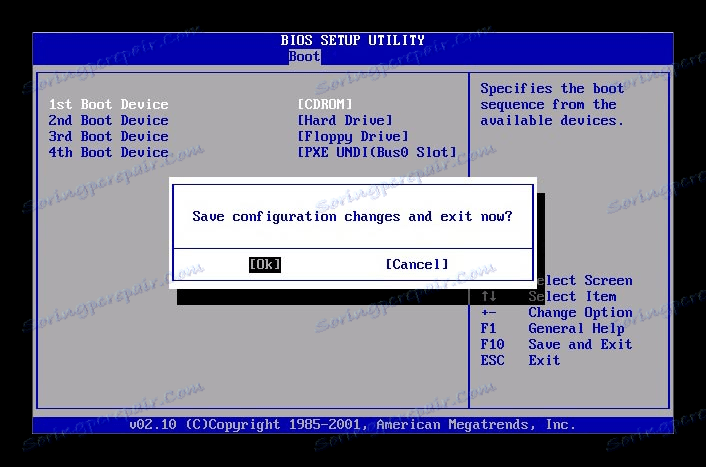 BIOS SETUP UTILITY
Boot
1st Boot Device [CDROM]
2nd Boot Device [Hard Drive]
3rd Boot Device [Floppy Drive]
4th Boot Device [PXE UNDI(Bus0 Slot]
Specifies the boot
sequence from the
available devices.
Save configuration changes and exit now?
[Ok] [Cancel]
elect Screen
↑↓ Select Item
+- Change Option
F1 General Help
F10 Save and Exit
ESC Exit
v02.10 (C)Copyright 1985-2001, American Megatrends, Inc.
Soringpcrepair.Com